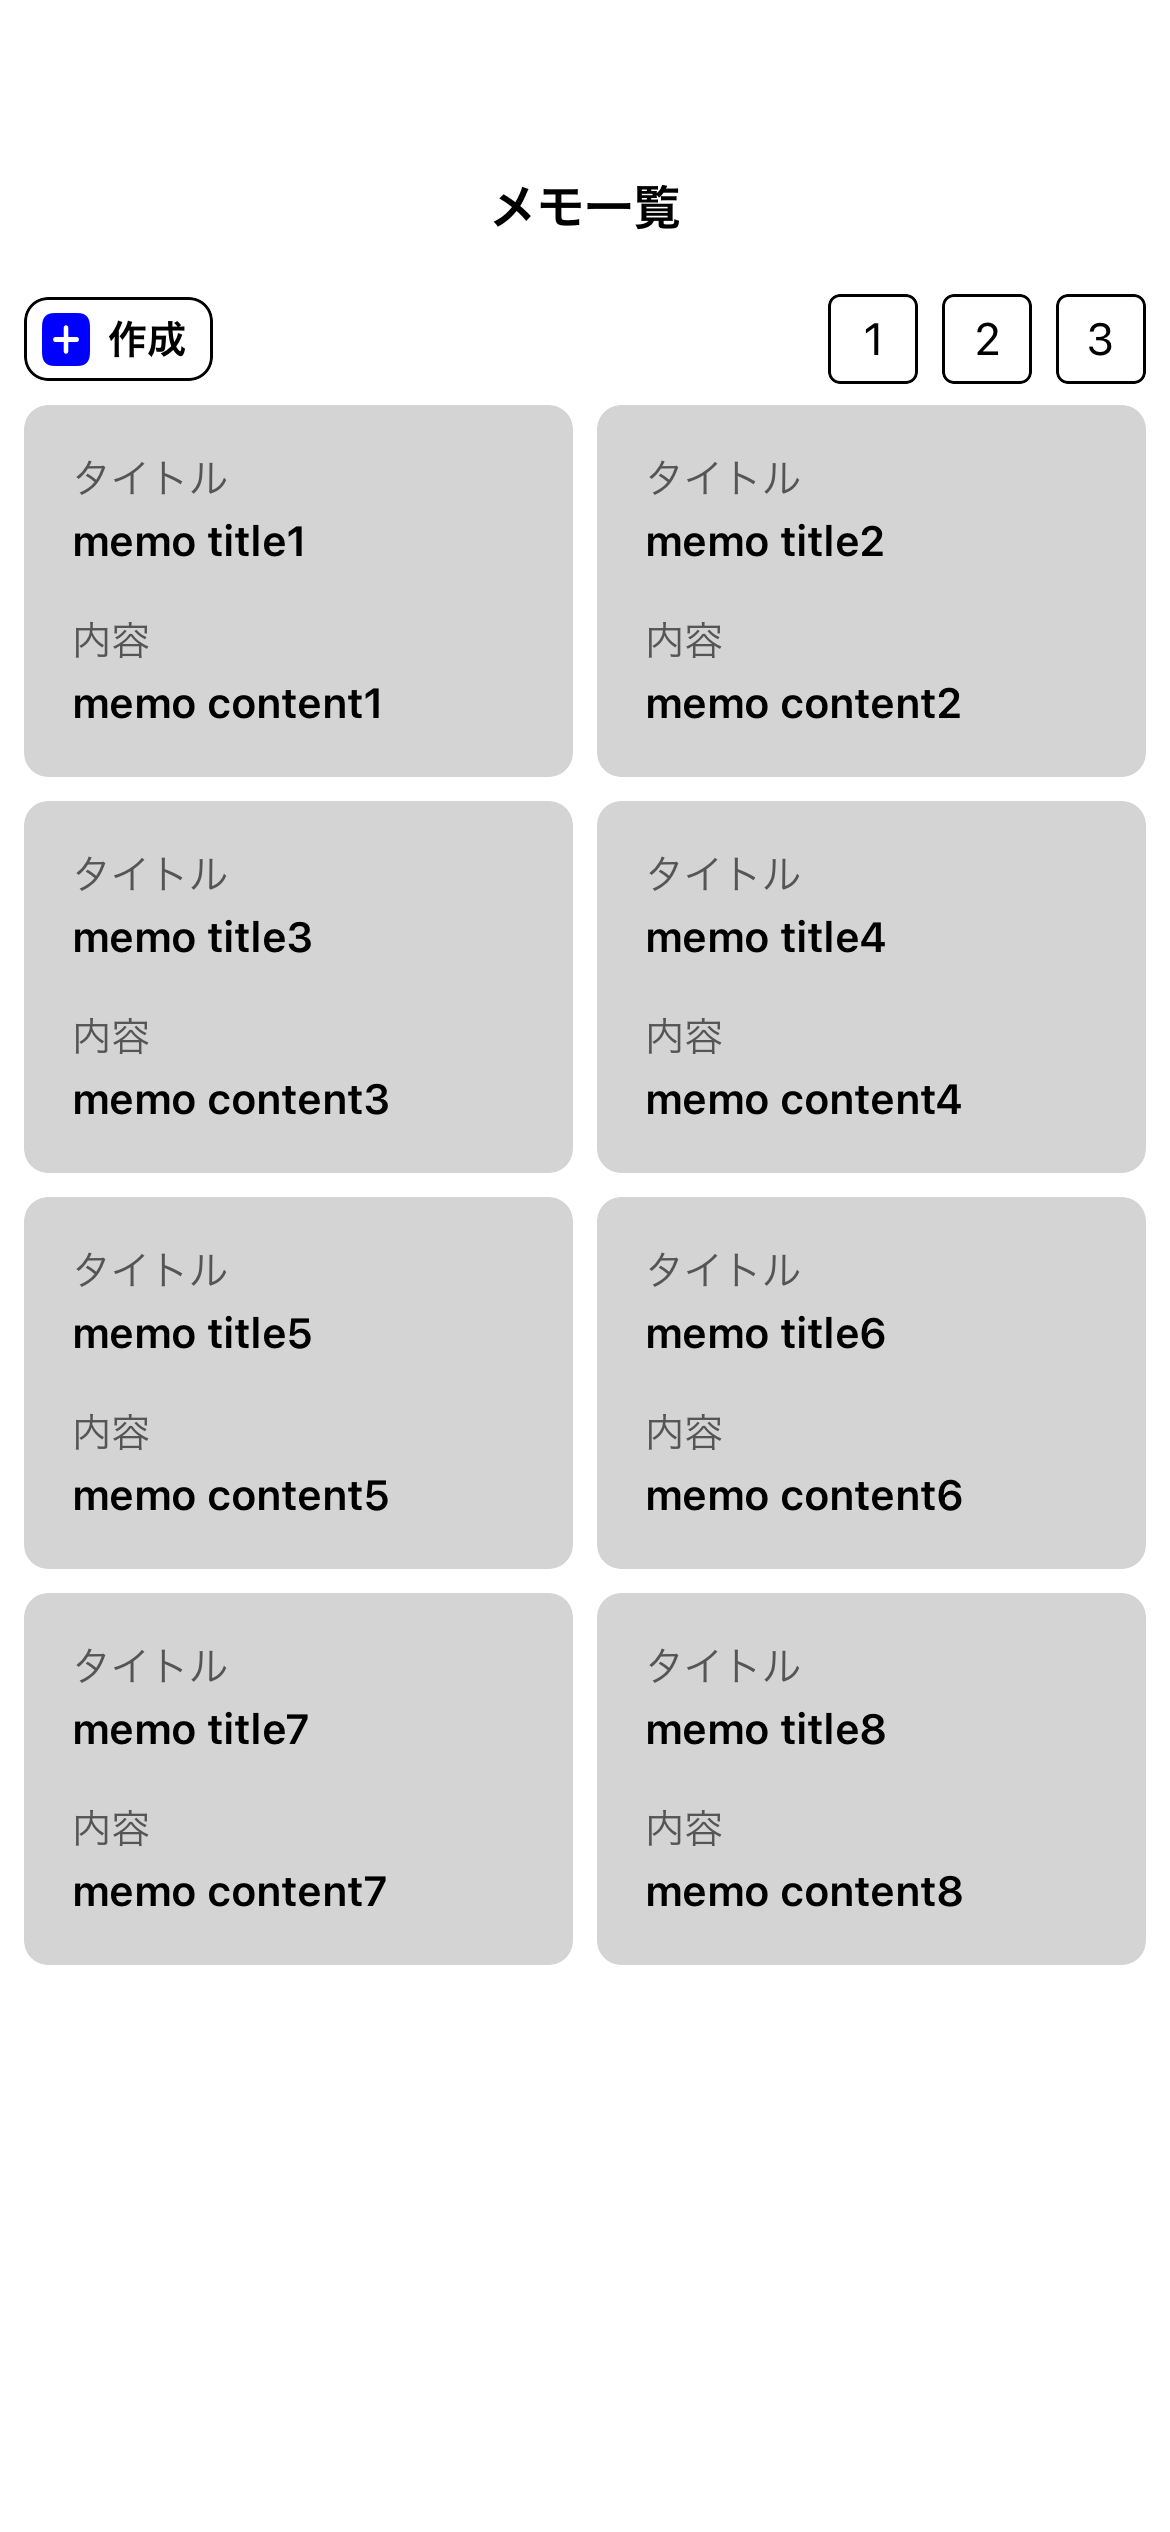 メモ一覧
作成
1 2 3
タイトル
memo title1
内容
memo content1
タイトル
memo title2
内容
memo content2
タイトル
memo title3
内容
memo content3
タイトル
memo title4
内容
memo content4
タイトル
memo title5
内容
memo content5
タイトル
memo title6
内容
memo content6
タイトル
memo title7
内容
memo content7
タイトル
memo title8
内容
memo content8